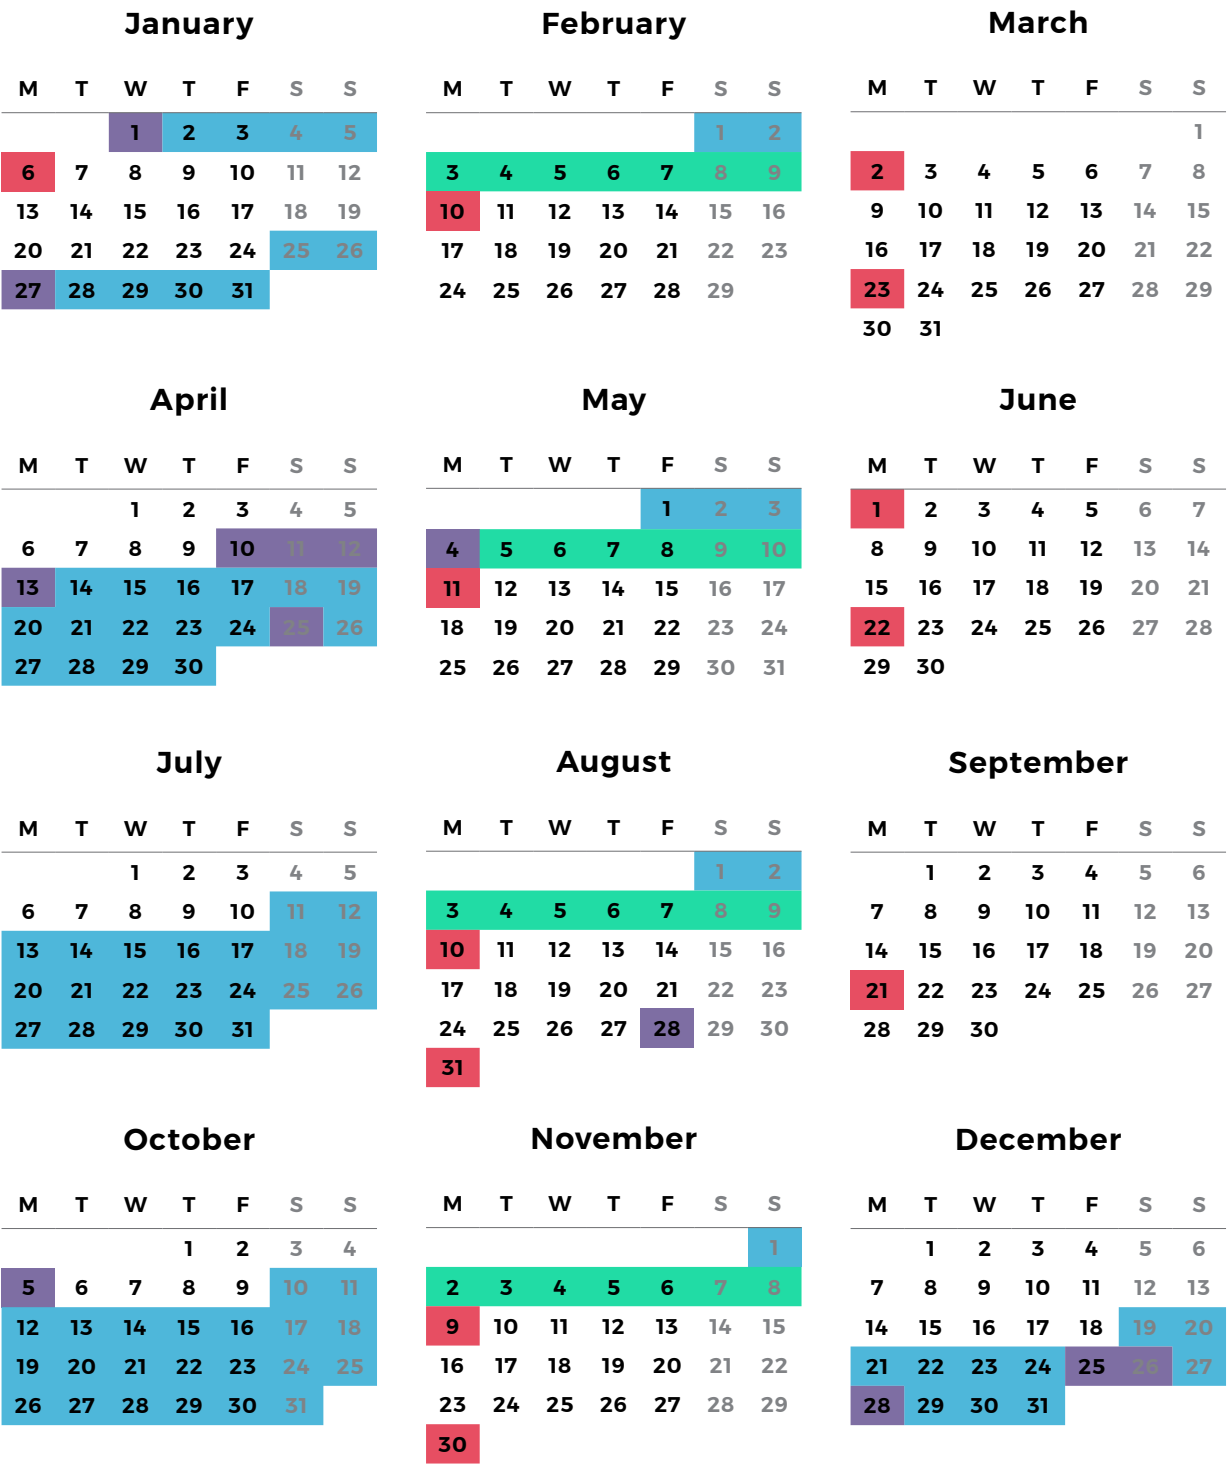 January
M T W T F S S
1 2 3 4 5
6 7 8 9 10 11 12
13 14 15 16 17 18 19
20 21 22 23 24 25 26
27 28 29 30 31
February
M T W T F S S
1 2
3 4 5 6 7 8 9
10 11 12 13 14 15 16
17 18 19 20 21 22 23
24 25 26 27 28 29
March
M T W T F S S
1
2 3 4 5 6 7 8
9 10 11 12 13 14 15
16 17 18 19 20 21 22
23 24 25 26 27 28 29
30 31
April
M T W T F S S
1 2 3 4 5
6 7 8 9 10 11 12
13 14 15 16 17 18 19
20 21 22 23 24 25 26
27 28 29 30
May
M T W T F S S
1 2 3
4 5 6 7 8 9 10
11 12 13 14 15 16 17
18 19 20 21 22 23 24
25 26 27 28 29 30 31
June
M T W T F S S
1 2 3 4 5 6 7
8 9 10 11 12 13 14
15 16 17 18 19 20 21
22 23 24 25 26 27 28
29 30
July
M T W T F S S
1 2 3 4 5
6 7 8 9 10 11 12
13 14 15 16 17 18 19
20 21 22 23 24 25 26
27 28 29 30 31
August
M T W T F S S
1 2
3 4 5 6 7 8 9
10 11 12 13 14 15 16
17 18 19 20 21 22 23
24 25 26 27 28 29 30
31
September
M T W T F S S
1 2 3 4 5 6
7 8 9 10 11 12 13
14 15 16 17 18 19 20
21 22 23 24 25 26 27
28 29 30
October
M T W T F S S
1 2 3 4
5 6 7 8 9 10 11
12 13 14 15 16 17 18
19 20 21 22 23 24 25
26 27 28 29 30 31
November
M T W T F S S
1
2 3 4 5 6 7 8
9 10 11 12 13 14 15
16 17 18 19 20 21 22
23 24 25 26 27 28 29
30
December
M T W T F S S
1 2 3 4 5 6
7 8 9 10 11 12 13
14 15 16 17 18 19 20
21 22 23 24 25 26 27
28 29 30 31